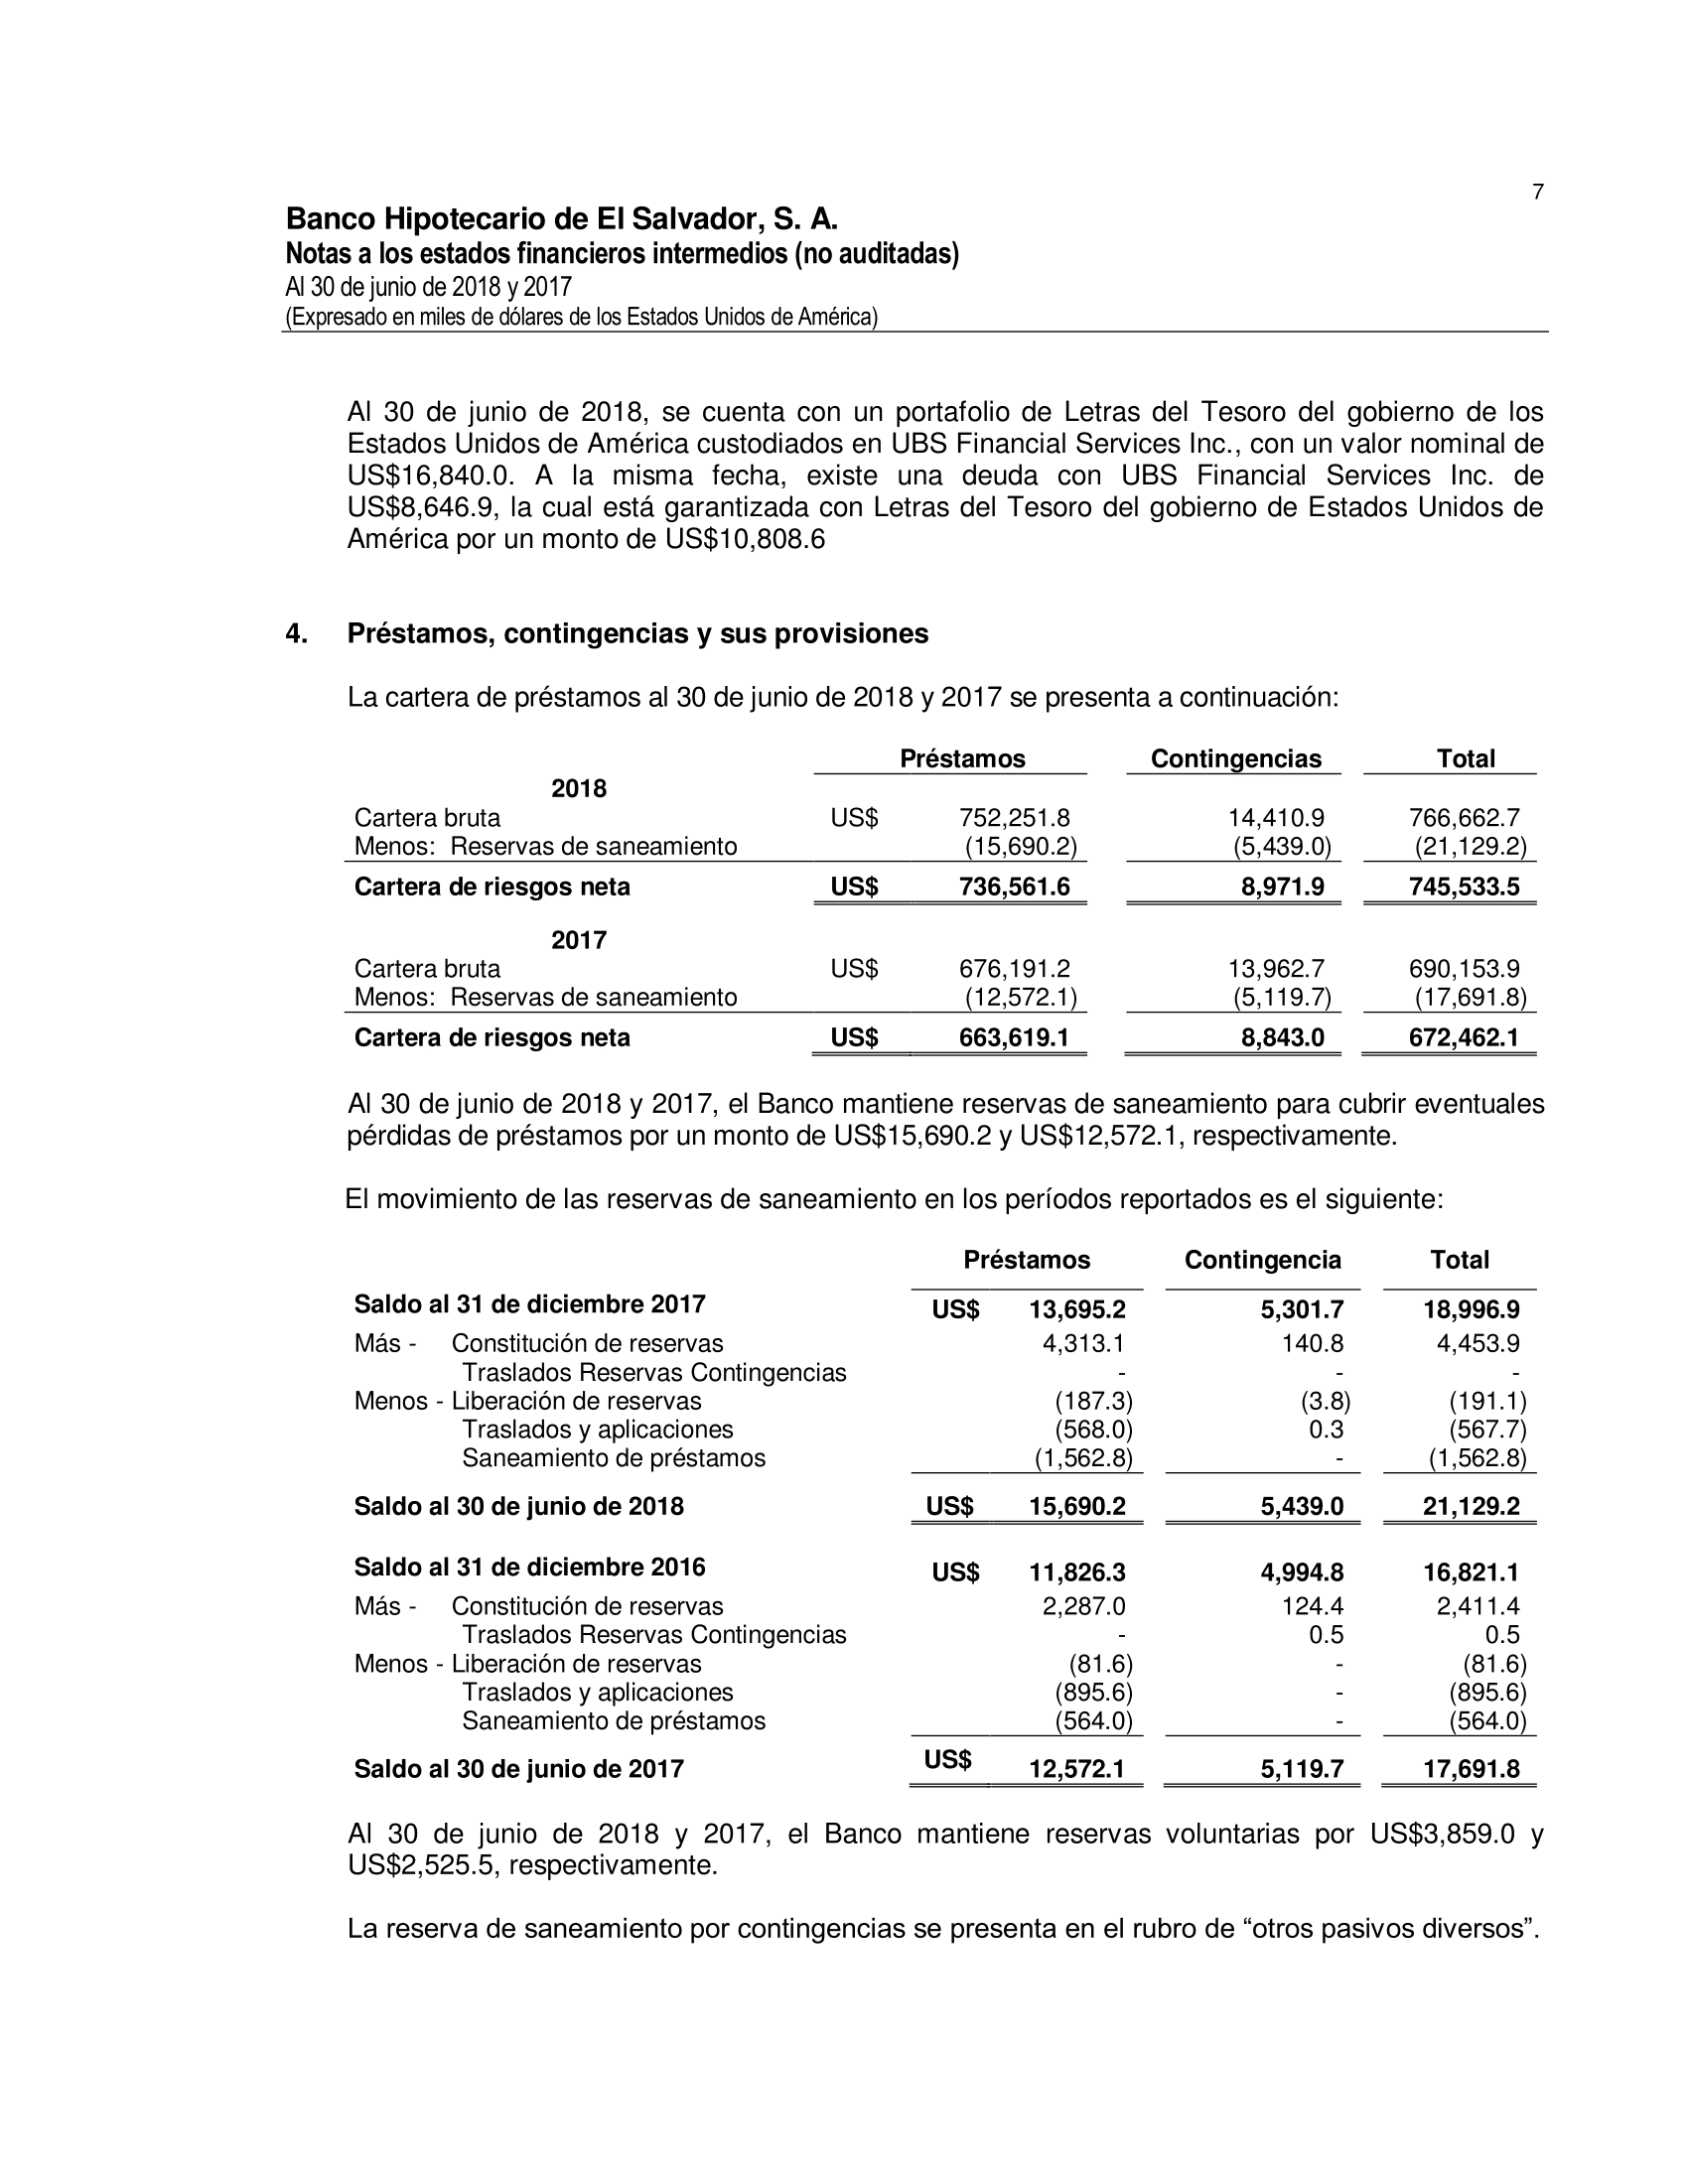 7
Banco Hipotecario de El Salvador, S. A.
Notas a los estados financieros intermedios (no auditadas)
Al 30 de junio de 2018 y 2017
(Expresado en miles de dólares de los Estados Unidos de América)
Al 30 de junio de 2018, se cuenta con un portafolio de Letras del Tesoro del gobierno de los
Estados Unidos de América custodiados en UBS Financial Services Inc., con un valor nominal de
US$16,840.0. A la misma fecha, existe una deuda con UBS Financial Services Inc. de
US$8,646.9, la cual está garantizada con Letras del Tesoro del gobierno de Estados Unidos de
América por un monto de US$10,808.6
4. Préstamos, contingencias y sus provisiones
La cartera de préstamos al 30 de junio de 2018 y 2017 se presenta a continuación:
Préstamos Contingencias Total
2018
Cartera bruta US$ 752,251.8 14,410.9 766,662.7
Menos: Reservas de saneamiento (15,690.2) (5,439.0) (21,129.2)
Cartera de riesgos neta US$ 736,561.6 8,971.9 745,533.5
2017
Cartera bruta US$ 676,191.2 13,962.7 690,153.9
Menos: Reservas de saneamiento (12,572.1) (5,119.7) (17,691.8)
Cartera de riesgos neta US$ 663,619.1 8,843.0 672,462.1
Al 30 de junio de 2018 y 2017, el Banco mantiene reservas de saneamiento para cubrir eventuales
pérdidas de préstamos por un monto de US$15,690.2 y US$12,572.1, respectivamente.
El movimiento de las reservas de saneamiento en los períodos reportados es el siguiente:
Préstamos Contingencia Total
Saldo al 31 de diciembre 2017 US$ 13,695.2 5,301.7 18,996.9
Más - Constitución de reservas 4,313.1 140.8 4,453.9
Traslados Reservas Contingencias - - -
Menos - Liberación de reservas (187.3) (3.8) (191.1)
Traslados y aplicaciones (568.0) 0.3 (567.7)
Saneamiento de préstamos (1,562.8) - (1,562.8)
Saldo al 30 de junio de 2018 US$ 15,690.2 5,439.0 21,129.2
Saldo al 31 de diciembre 2016 US$ 11,826.3 4,994.8 16,821.1
Más - Constitución de reservas 2,287.0 124.4 2,411.4
Traslados Reservas Contingencias - 0.5 0.5
Menos - Liberación de reservas (81.6) - (81.6)
Traslados y aplicaciones (895.6) - (895.6)
Saneamiento de préstamos (564.0) - (564.0)
Saldo al 30 de junio de 2017 US$ 12,572.1 5,119.7 17,691.8
Al 30 de junio de 2018 y 2017, el Banco mantiene reservas voluntarias por US$3,859.0 y
US$2,525.5, respectivamente.
La reserva de saneamiento por contingencias se presenta en el rubro de “otros pasivos diversos”.